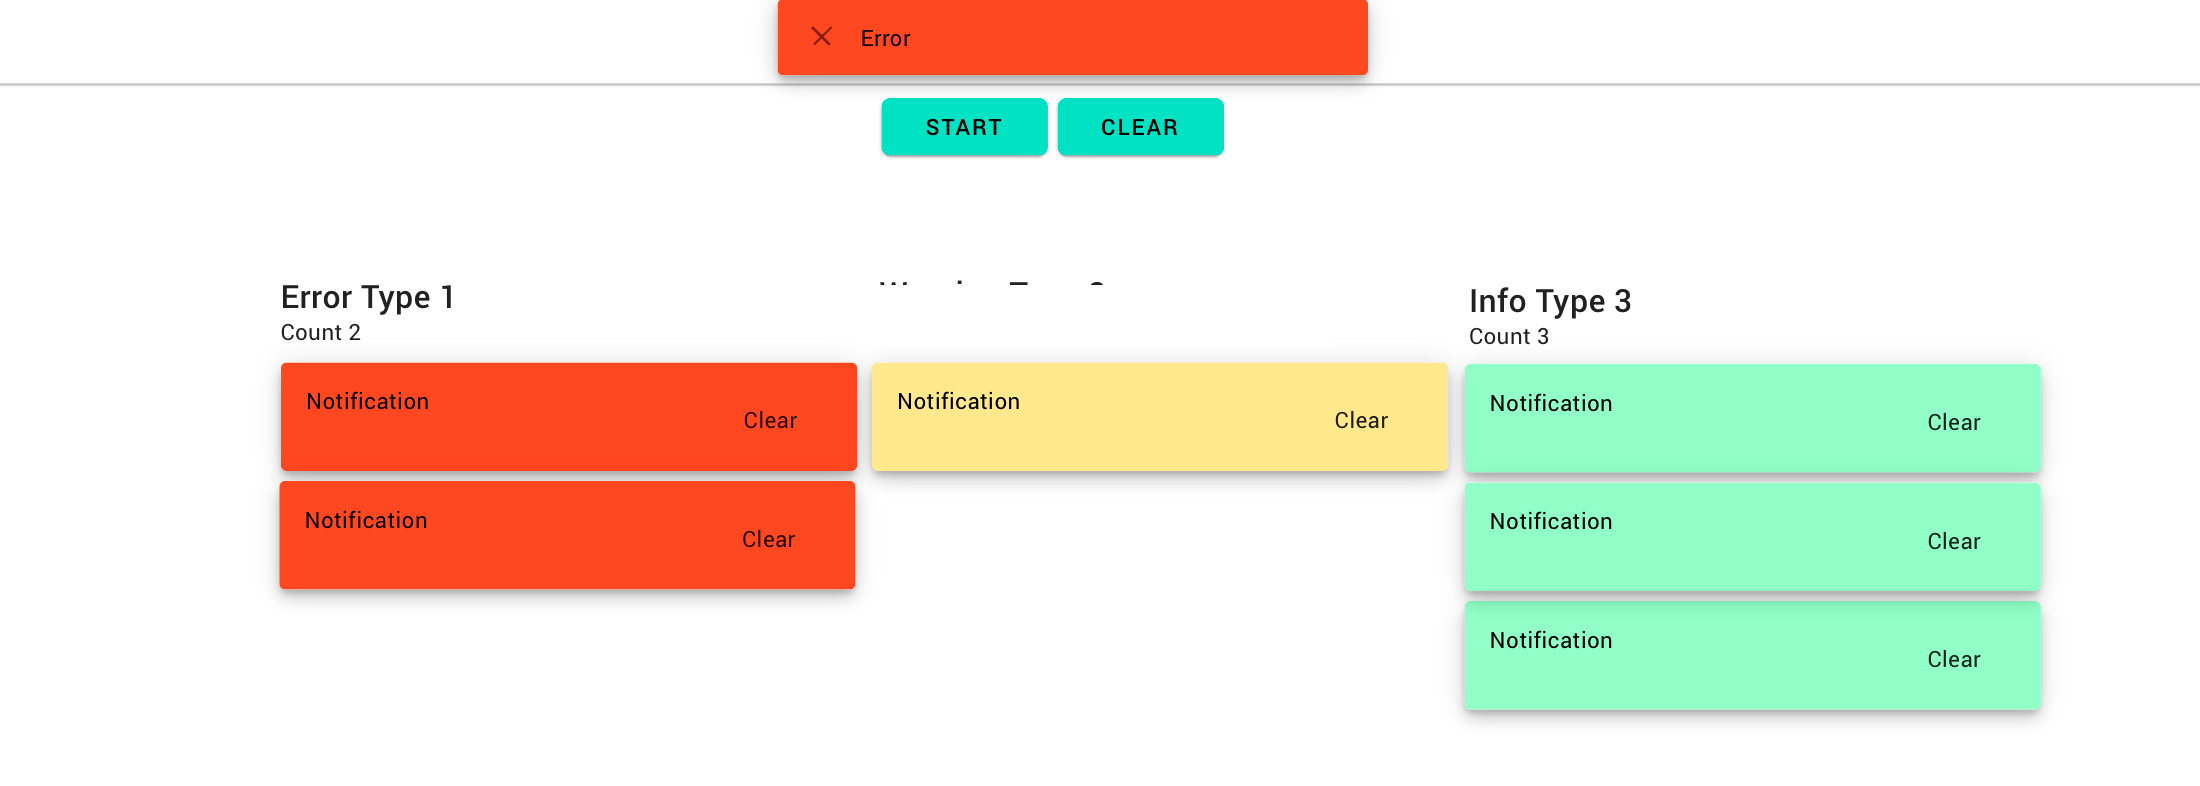 Error
START CLEAR
Error Type 1
Count 2
Notification
Clear
Notification
Clear
Notification
Clear
Info Type 3
Count 3
Notification
Clear
Notification
Clear
Notification
Clear